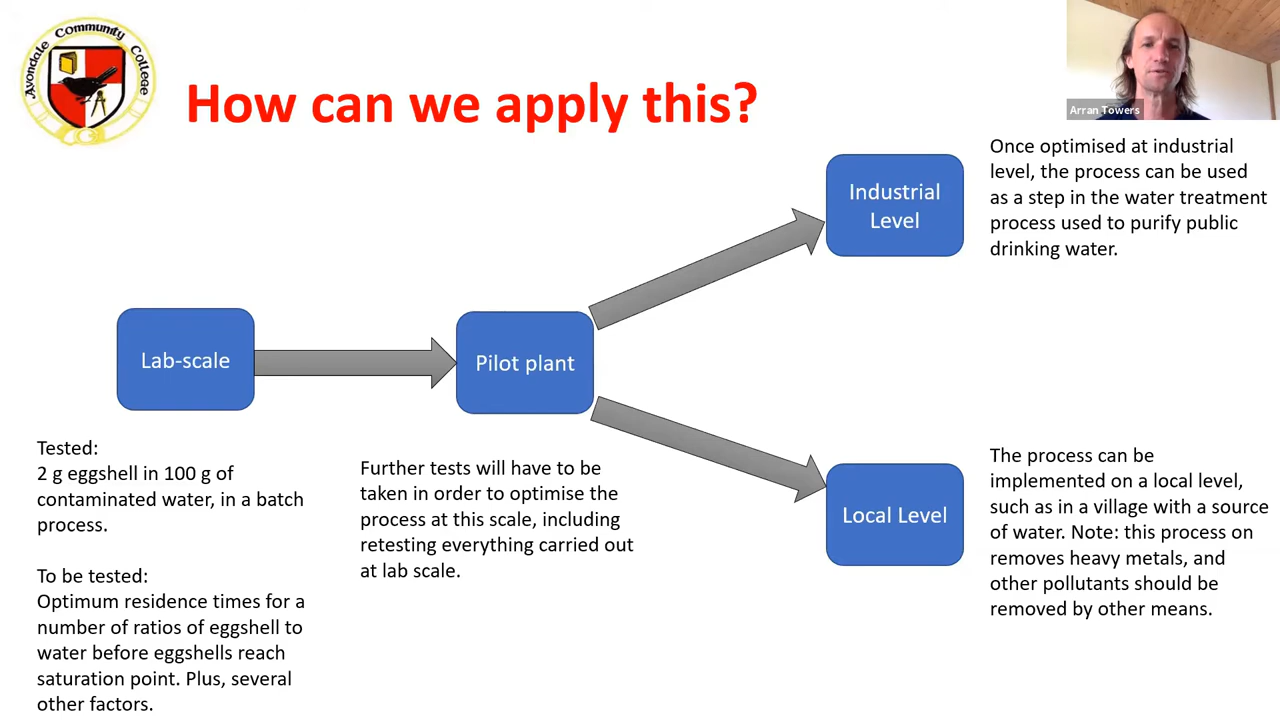 Avondale Community College
How can we apply this?
Arran Towers
Once optimised at industrial
level, the process can be used
as a step in the water treatment
process used to purify public
drinking water.
Industrial
Level
Lab-scale
Pilot plant
Tested:
2 g eggshell in 100 g of
contaminated water, in a batch
process.
To be tested:
Optimum residence times for a
number of ratios of eggshell to
water before eggshells reach
saturation point. Plus, several
other factors.
Further tests will have to be
taken in order to optimise the
process at this scale, including
retesting everything carried out
at lab scale.
Local Level
The process can be
implemented on a local level,
such as in a village with a source
of water. Note: this process on
removes heavy metals, and
other pollutants should be
removed by other means.